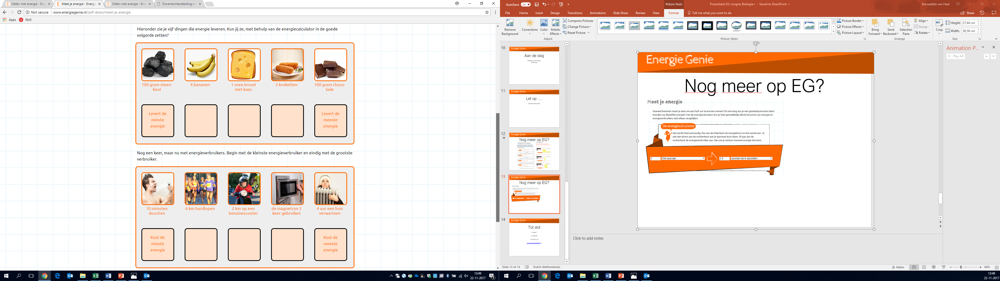 Oefen met energie - Ene
Meet je energie - Energi
Oefen met energie - Ene
Docentenhandleiding.inc
Not secure
www.energiegenie.nl/zelf-doen/meet-je-energie
Apps
WoS
Hieronder zie je vijf dingen die energie leveren. Kun jij ze, met behulp van de energiecalculator in de goede
volgorde zetten?
100 gram steen-
kool
4 bananen
1 snee brood
met kaas
2 kroketten
100 gram choco-
lade
Levert de
minste
energie
Levert de
meeste
energie
Nog een keer, maar nu met energieverbruikers. Begin met de kleinste energieverbruiker en eindig met de grootste
verbruiker.
10 minuten
douchen
6 km hardlopen
2 km op een
benzinescooter
de magnetron 2
keer gebruiken
4 uur een huis
verwarmen
Kost de
minste
energie
Kost de
meeste
energie
13:49
22-11-2017
AutoSave On
Picture Tools
Presentatie EG congres Biologie+ - Saved to SharePoint
Bernadette van Heel
File Home Insert Design Transitions Animations Slide Show Review View Format Tell me what you want to do
Share
Remove
Background
Corrections
Color
Artistic
Effects
Compress Pictures
Change Picture
Reset Picture
Adjust
Picture Styles
Picture Border
Picture Effects
Picture Layout
Bring
Forward
Send
Backward
Selection
Pane
Align
Group
Rotate
Arrange
Crop
Height: 27,44 cm
Width: 36,58 cm
Size
10
Energie Genie
Aan de slag
11
Energie Genie
Let op ....
12
Energie Genie
Nog meer op EG?
13
Energie Genie
Nog meer op EG?
14
Energie Genie
Tot slot
Energie Genie
Nog meer op EG?
Meet je energie
Hoeveel bananen moet je eten om een half uur te kunnen rennen? En hoe lang zou je een gloeilamp kunnen laten
branden op diezelfde energie? Met de energiecalculator kun je heel gemakkelijk allerlei bronnen van energie en
energieverbruikers met elkaar vergelijken.
De energiecalculator
Het werkt heel eenvoudig. Pas aan de linkerkant de energiebron en het aantal aan. Je
ziet dan direct aan de rechterkant wat je daarmee kunt doen. Of pas aan de
rechterkant de energieverbruiker aan. Dan zie je meteen hoeveel energie iets kost.
1 friet speciaal 2.9 avonden de tv aanzetten
Animation P...
Play All
Click to add notes
Slide 13 of 14
Dutch (Netherlands)
Notes
66%
13:49
22-11-2017